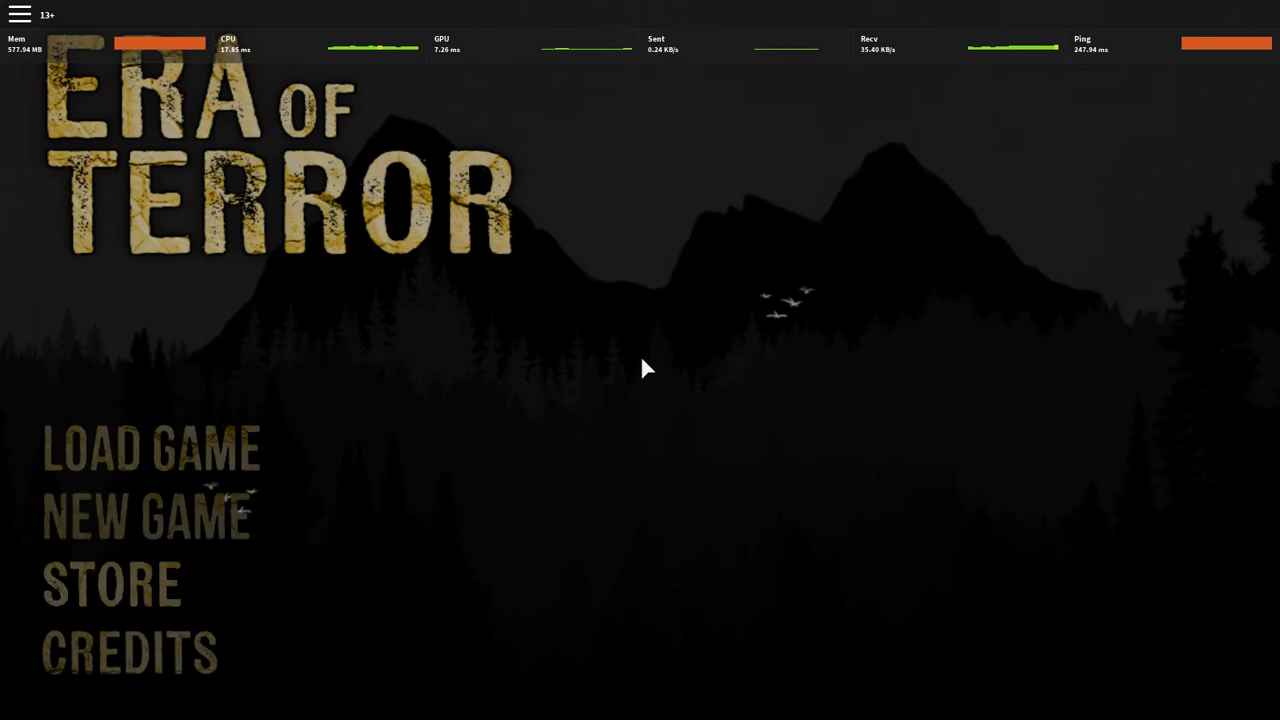 13+
Mem
577.94 MB
CPU
17.85 ms
GPU
7.26 ms
Sent
0.24 KB/s
Recv
35.40 KB/s
Ping
247.94 ms
ERA OF
TERROR
LOAD GAME
NEW GAME
STORE
CREDITS